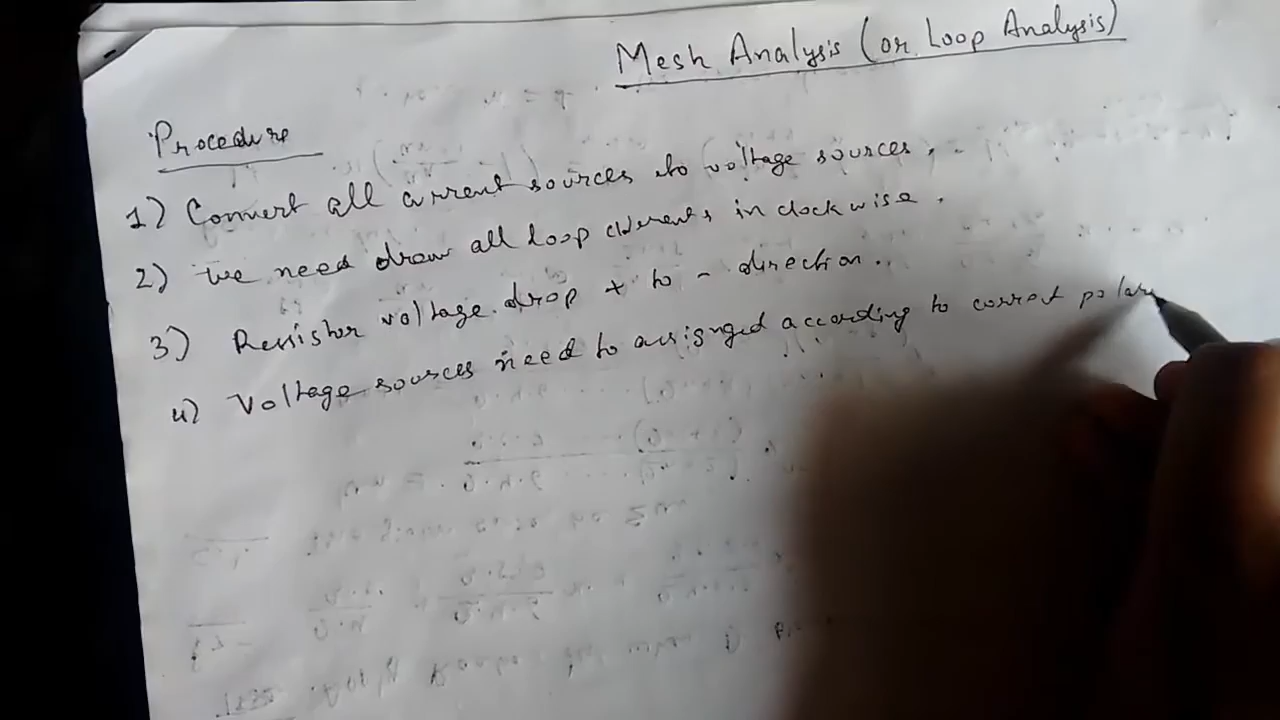 Mesh Analysis (or Loop Analysis)
Procedure
1) Convert all current sources to voltage sources.
2) We need draw all loop currents in clockwise.
3) Resistor voltage drop + to - direction.
4) Voltage sources need to assigned according to correct polar